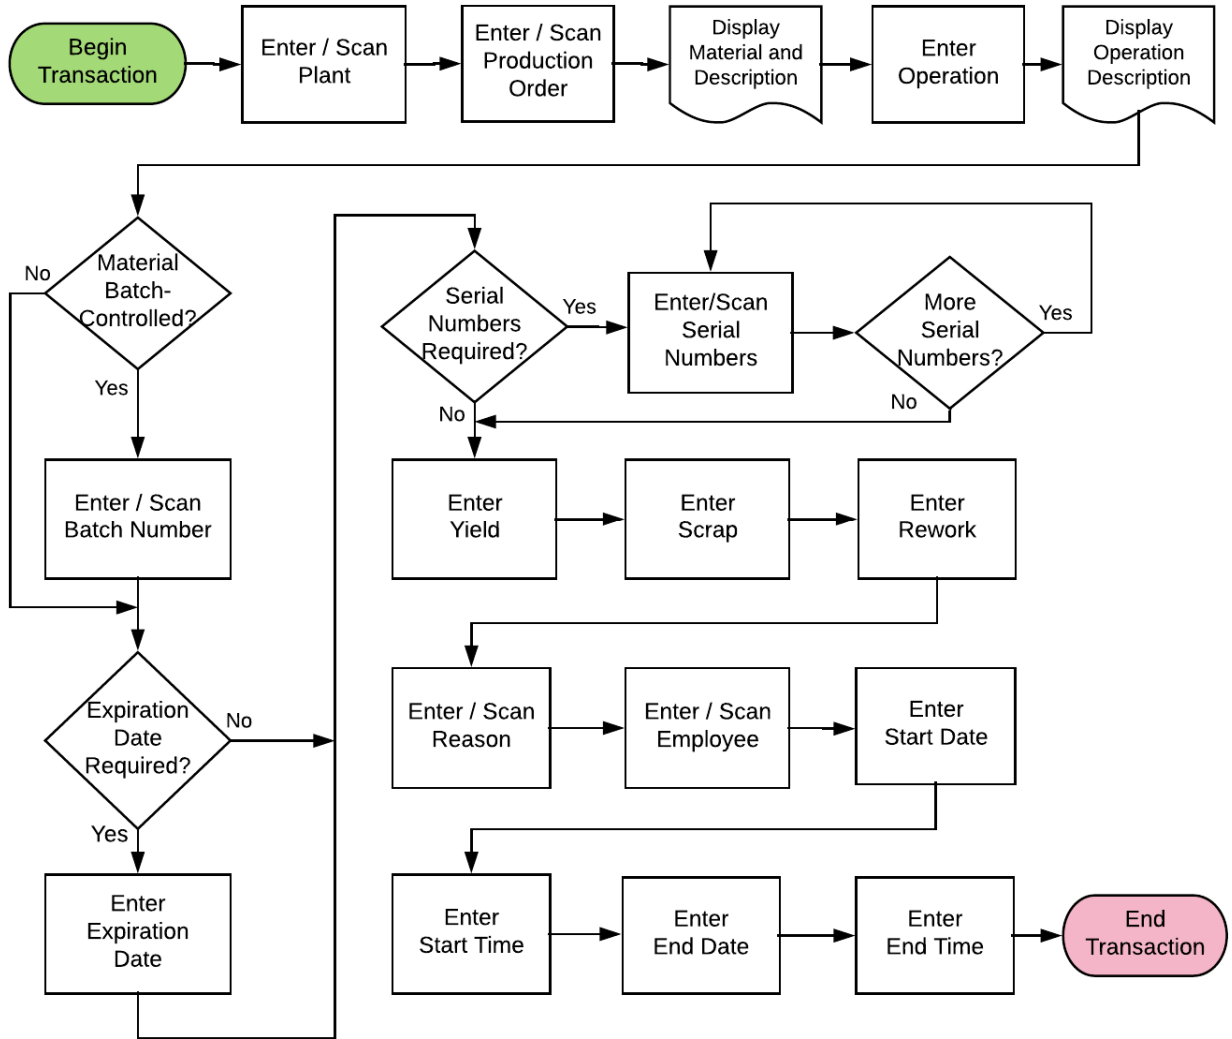 Begin
Transaction
Enter / Scan
Plant
Enter / Scan
Production
Order
Display
Material and
Description
Enter
Operation
Display
Operation
Description
Material
Batch-
Controlled?
No
Yes
Enter / Scan
Batch Number
Expiration
Date
Required?
No
Yes
Enter
Expiration
Date
Serial
Numbers
Required?
Yes
No
Enter/Scan
Serial
Numbers
More
Serial
Numbers?
Yes
No
Enter
Yield
Enter
Scrap
Enter
Rework
Enter / Scan
Reason
Enter / Scan
Employee
Enter
Start Date
Enter
Start Time
Enter
End Date
Enter
End Time
End
Transaction